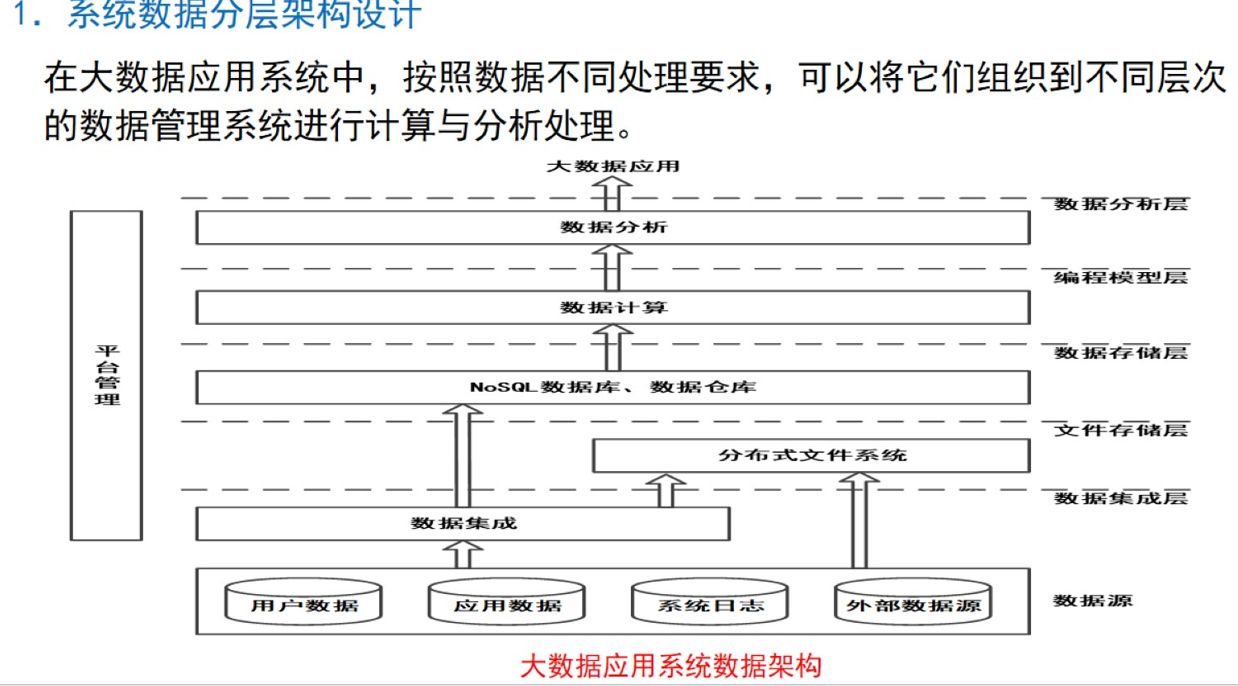 1. 系统数据分层架构设计
在大数据应用系统中，按照数据不同处理要求，可以将它们组织到不同层次
的数据管理系统进行计算与分析处理。
大数据应用
数据分析层
数据分析
编程模型层
数据计算
数据存储层
平台管理
NoSQL数据库、数据仓库
文件存储层
分布式文件系统
数据集成层
数据集成
用户数据
应用数据
系统日志
外部数据源
数据源
大数据应用系统数据架构